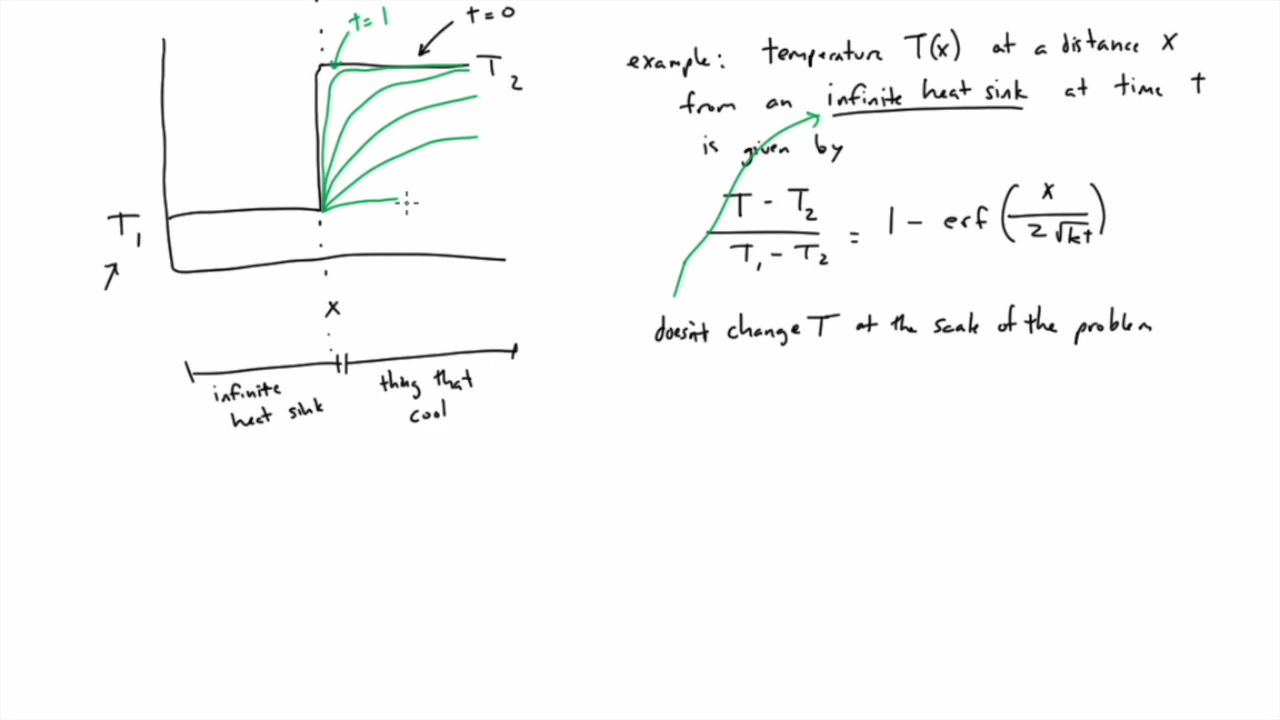 t=1
t=0
T2
T1
x
infinite
heat sink
thing that
cool
example: temperature T(x) at a distance x
from an infinite heat sink at time t
is given by
T - T2 / T1 - T2 = 1 - erf (x / 2 √kt)
doesn't change T at the scale of the problem